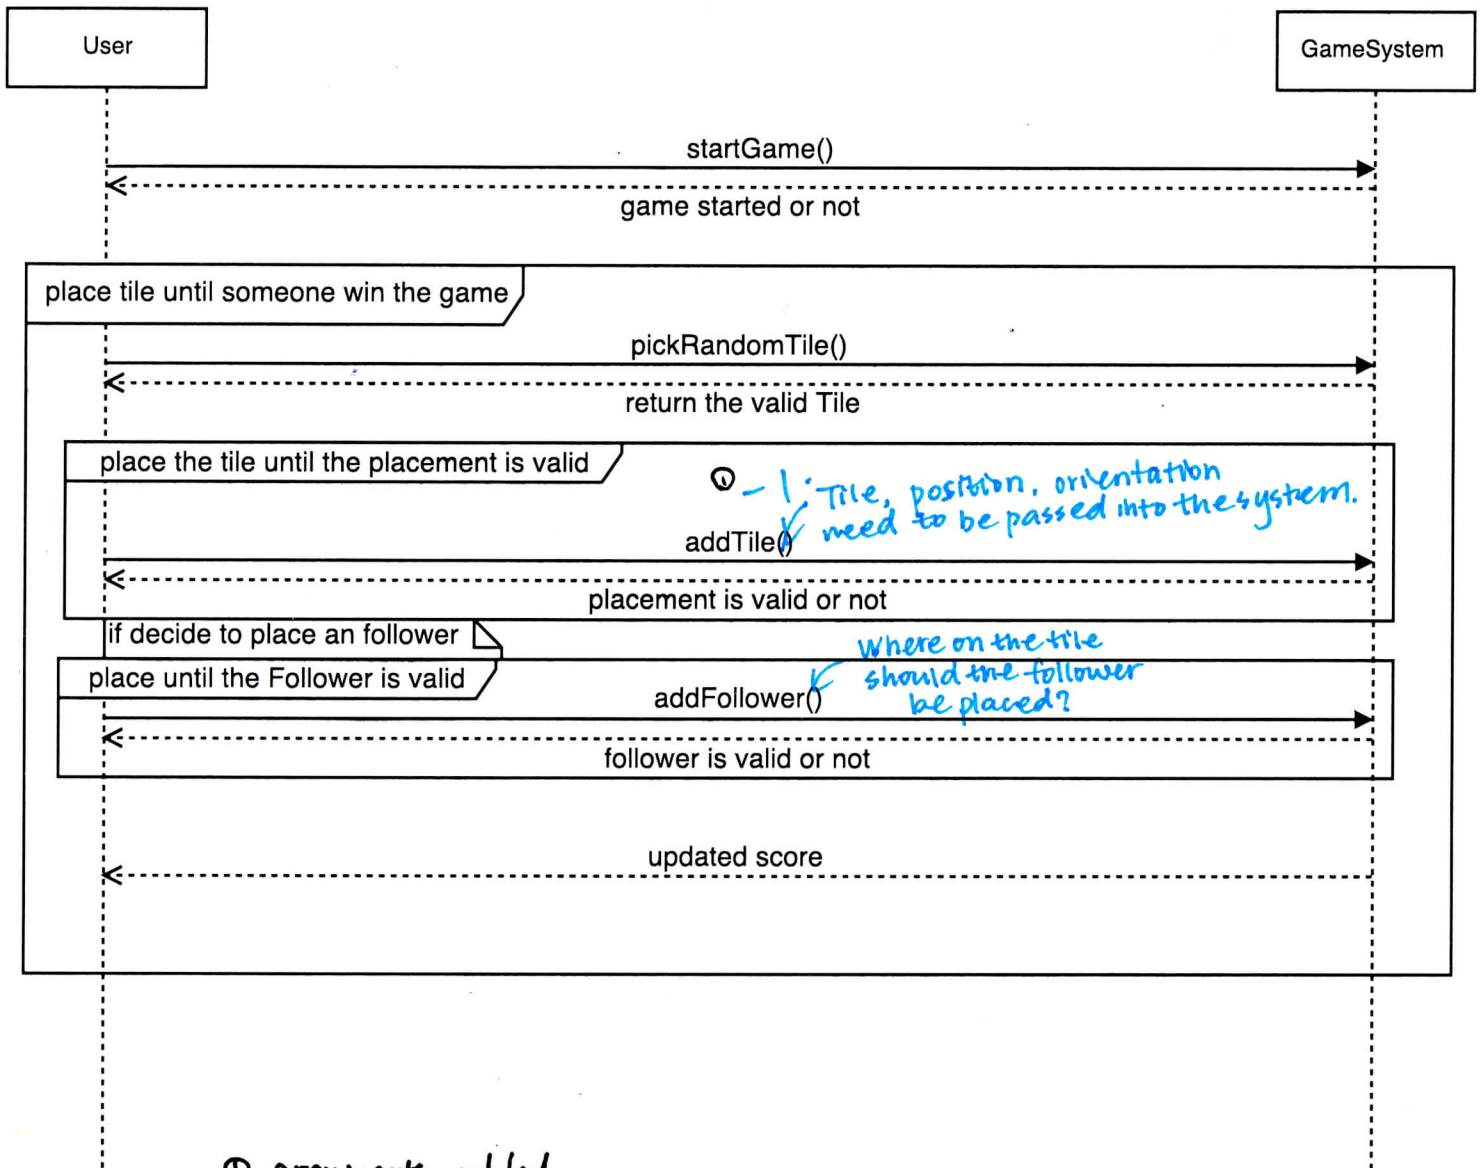 User
GameSystem
startGame()
game started or not
place tile until someone win the game
pickRandomTile()
return the valid Tile
place the tile until the placement is valid
- 1: Tile, position, orientation
need to be passed into the system.
addTile()
placement is valid or not
if decide to place an follower
where on the tile
place until the Follower is valid
should the follower
addFollower()
be placed?
follower is valid or not
updated score